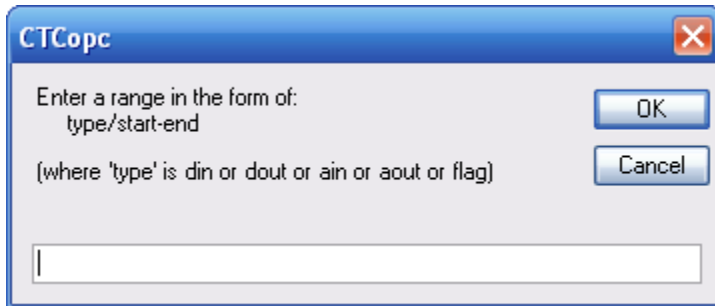 CTCopc
Enter a range in the form of:
type/start-end
(where 'type' is din or dout or ain or aout or flag)
OK
Cancel